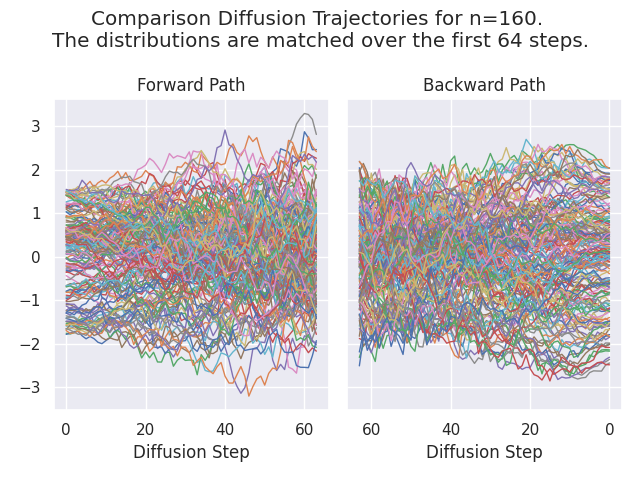 Comparison Diffusion Trajectories for n=160.
The distributions are matched over the first 64 steps.
Forward Path
Backward Path
3
2
1
0
−1
−2
−3
0 20 40 60
60 40 20 0
Diffusion Step
Diffusion Step